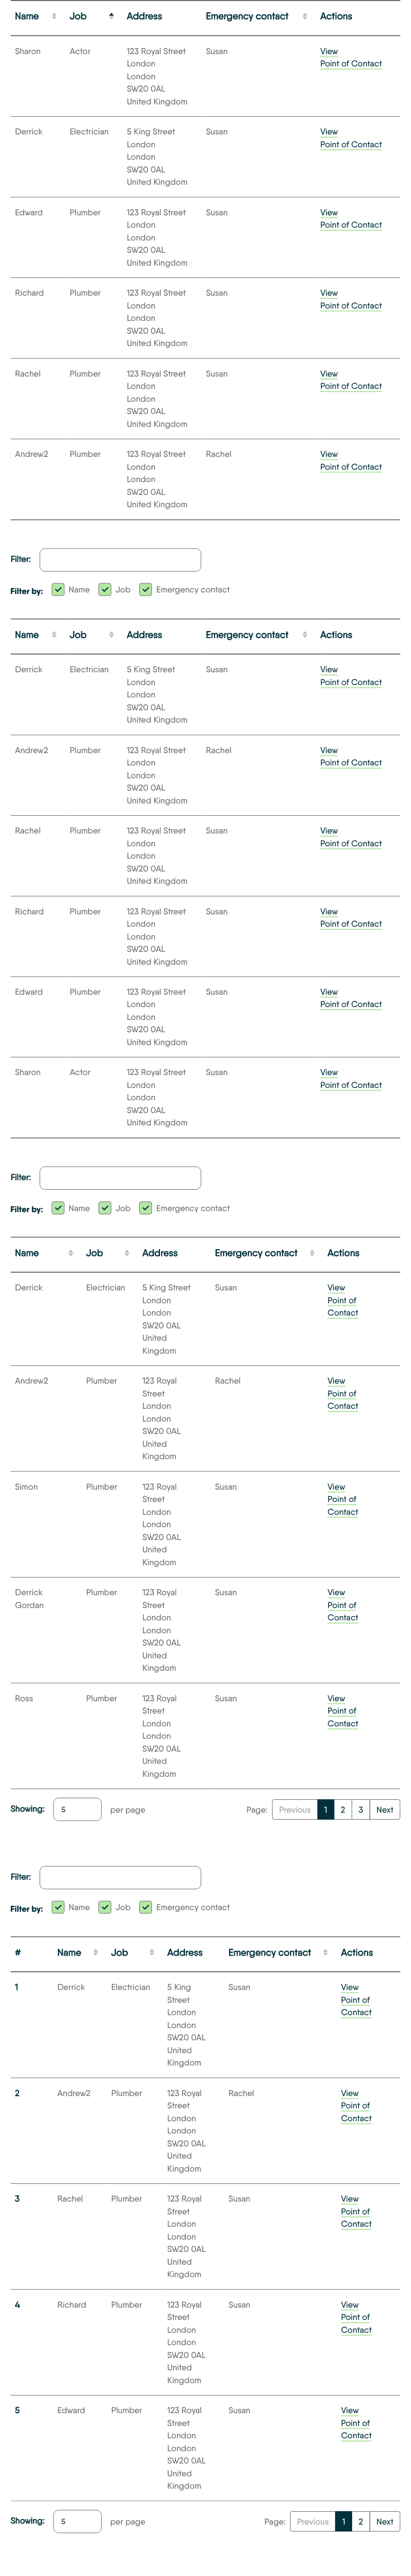 Name Job Address Emergency contact Actions
Sharon Actor 123 Royal Street Susan View
London Point of Contact
London
SW20 0AL
United Kingdom
Derrick Electrician 5 King Street Susan View
London Point of Contact
London
SW20 0AL
United Kingdom
Edward Plumber 123 Royal Street Susan View
London Point of Contact
London
SW20 0AL
United Kingdom
Richard Plumber 123 Royal Street Susan View
London Point of Contact
London
SW20 0AL
United Kingdom
Rachel Plumber 123 Royal Street Susan View
London Point of Contact
London
SW20 0AL
United Kingdom
Andrew2 Plumber 123 Royal Street Rachel View
London Point of Contact
London
SW20 0AL
United Kingdom
Filter:
Filter by: Name Job Emergency contact
Name Job Address Emergency contact Actions
Derrick Electrician 5 King Street Susan View
London Point of Contact
London
SW20 0AL
United Kingdom
Andrew2 Plumber 123 Royal Street Rachel View
London Point of Contact
London
SW20 0AL
United Kingdom
Rachel Plumber 123 Royal Street Susan View
London Point of Contact
London
SW20 0AL
United Kingdom
Richard Plumber 123 Royal Street Susan View
London Point of Contact
London
SW20 0AL
United Kingdom
Edward Plumber 123 Royal Street Susan View
London Point of Contact
London
SW20 0AL
United Kingdom
Sharon Actor 123 Royal Street Susan View
London Point of Contact
London
SW20 0AL
United Kingdom
Filter:
Filter by: Name Job Emergency contact
Name Job Address Emergency contact Actions
Derrick Electrician 5 King Street Susan View
London Point of
London Contact
SW20 0AL
United
Kingdom
Andrew2 Plumber 123 Royal Rachel View
Street Point of
London Contact
London
SW20 0AL
United
Kingdom
Simon Plumber 123 Royal Susan View
Street Point of
London Contact
London
SW20 0AL
United
Kingdom
Derrick Plumber 123 Royal Susan View
Gordan Street Point of
London Contact
London
SW20 0AL
United
Kingdom
Ross Plumber 123 Royal Susan View
Street Point of
London Contact
London
SW20 0AL
United
Kingdom
Showing: 5 per page Page: Previous 1 2 3 Next
Filter:
Filter by: Name Job Emergency contact
# Name Job Address Emergency contact Actions
1 Derrick Electrician 5 King Susan View
Street Point of
London Contact
London
SW20 0AL
United
Kingdom
2 Andrew2 Plumber 123 Royal Rachel View
Street Point of
London Contact
London
SW20 0AL
United
Kingdom
3 Rachel Plumber 123 Royal Susan View
Street Point of
London Contact
London
SW20 0AL
United
Kingdom
4 Richard Plumber 123 Royal Susan View
Street Point of
London Contact
London
SW20 0AL
United
Kingdom
5 Edward Plumber 123 Royal Susan View
Street Point of
London Contact
London
SW20 0AL
United
Kingdom
Showing: 5 per page Page: Previous 1 2 Next